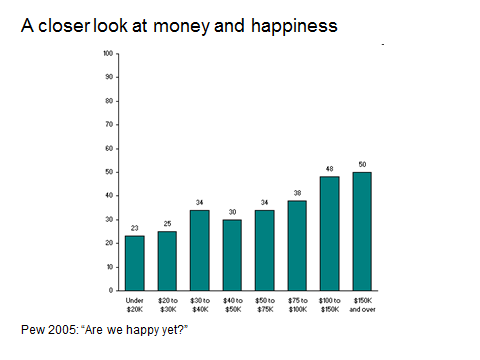 A closer look at money and happiness
100
90
80
70
60
50
40
30
20
10
0
23
25
34
30
34
38
48
50
Under $20K
$20 to $30K
$30 to $40K
$40 to $50K
$50 to $75K
$75 to $100K
$100 to $150K
$150K and over
Pew 2005: “Are we happy yet?”